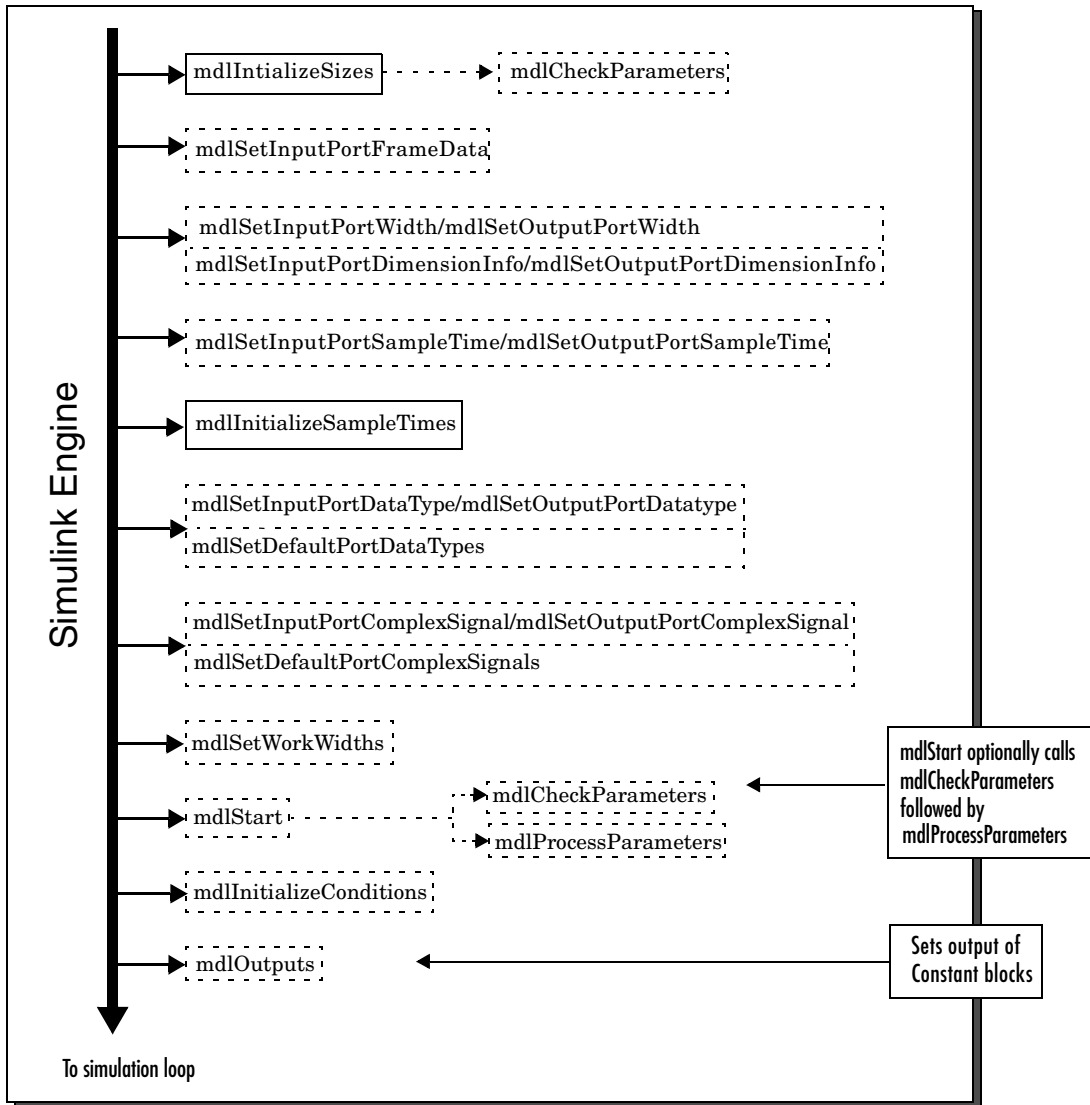 Simulink Engine
mdlIntializeSizes
mdlCheckParameters
mdlSetInputPortFrameData
mdlSetInputPortWidth/mdlSetOutputPortWidth
mdlSetInputPortDimensionInfo/mdlSetOutputPortDimensionInfo
mdlSetInputPortSampleTime/mdlSetOutputPortSampleTime
mdlInitializeSampleTimes
mdlSetInputPortDataType/mdlSetOutputPortDatatype
mdlSetDefaultPortDataTypes
mdlSetInputPortComplexSignal/mdlSetOutputPortComplexSignal
mdlSetDefaultPortComplexSignals
mdlSetWorkWidths
mdlStart
mdlCheckParameters
mdlProcessParameters
mdlStart optionally calls
mdlCheckParameters
followed by
mdlProcessParameters
mdlInitializeConditions
mdlOutputs
Sets output of
Constant blocks
To simulation loop